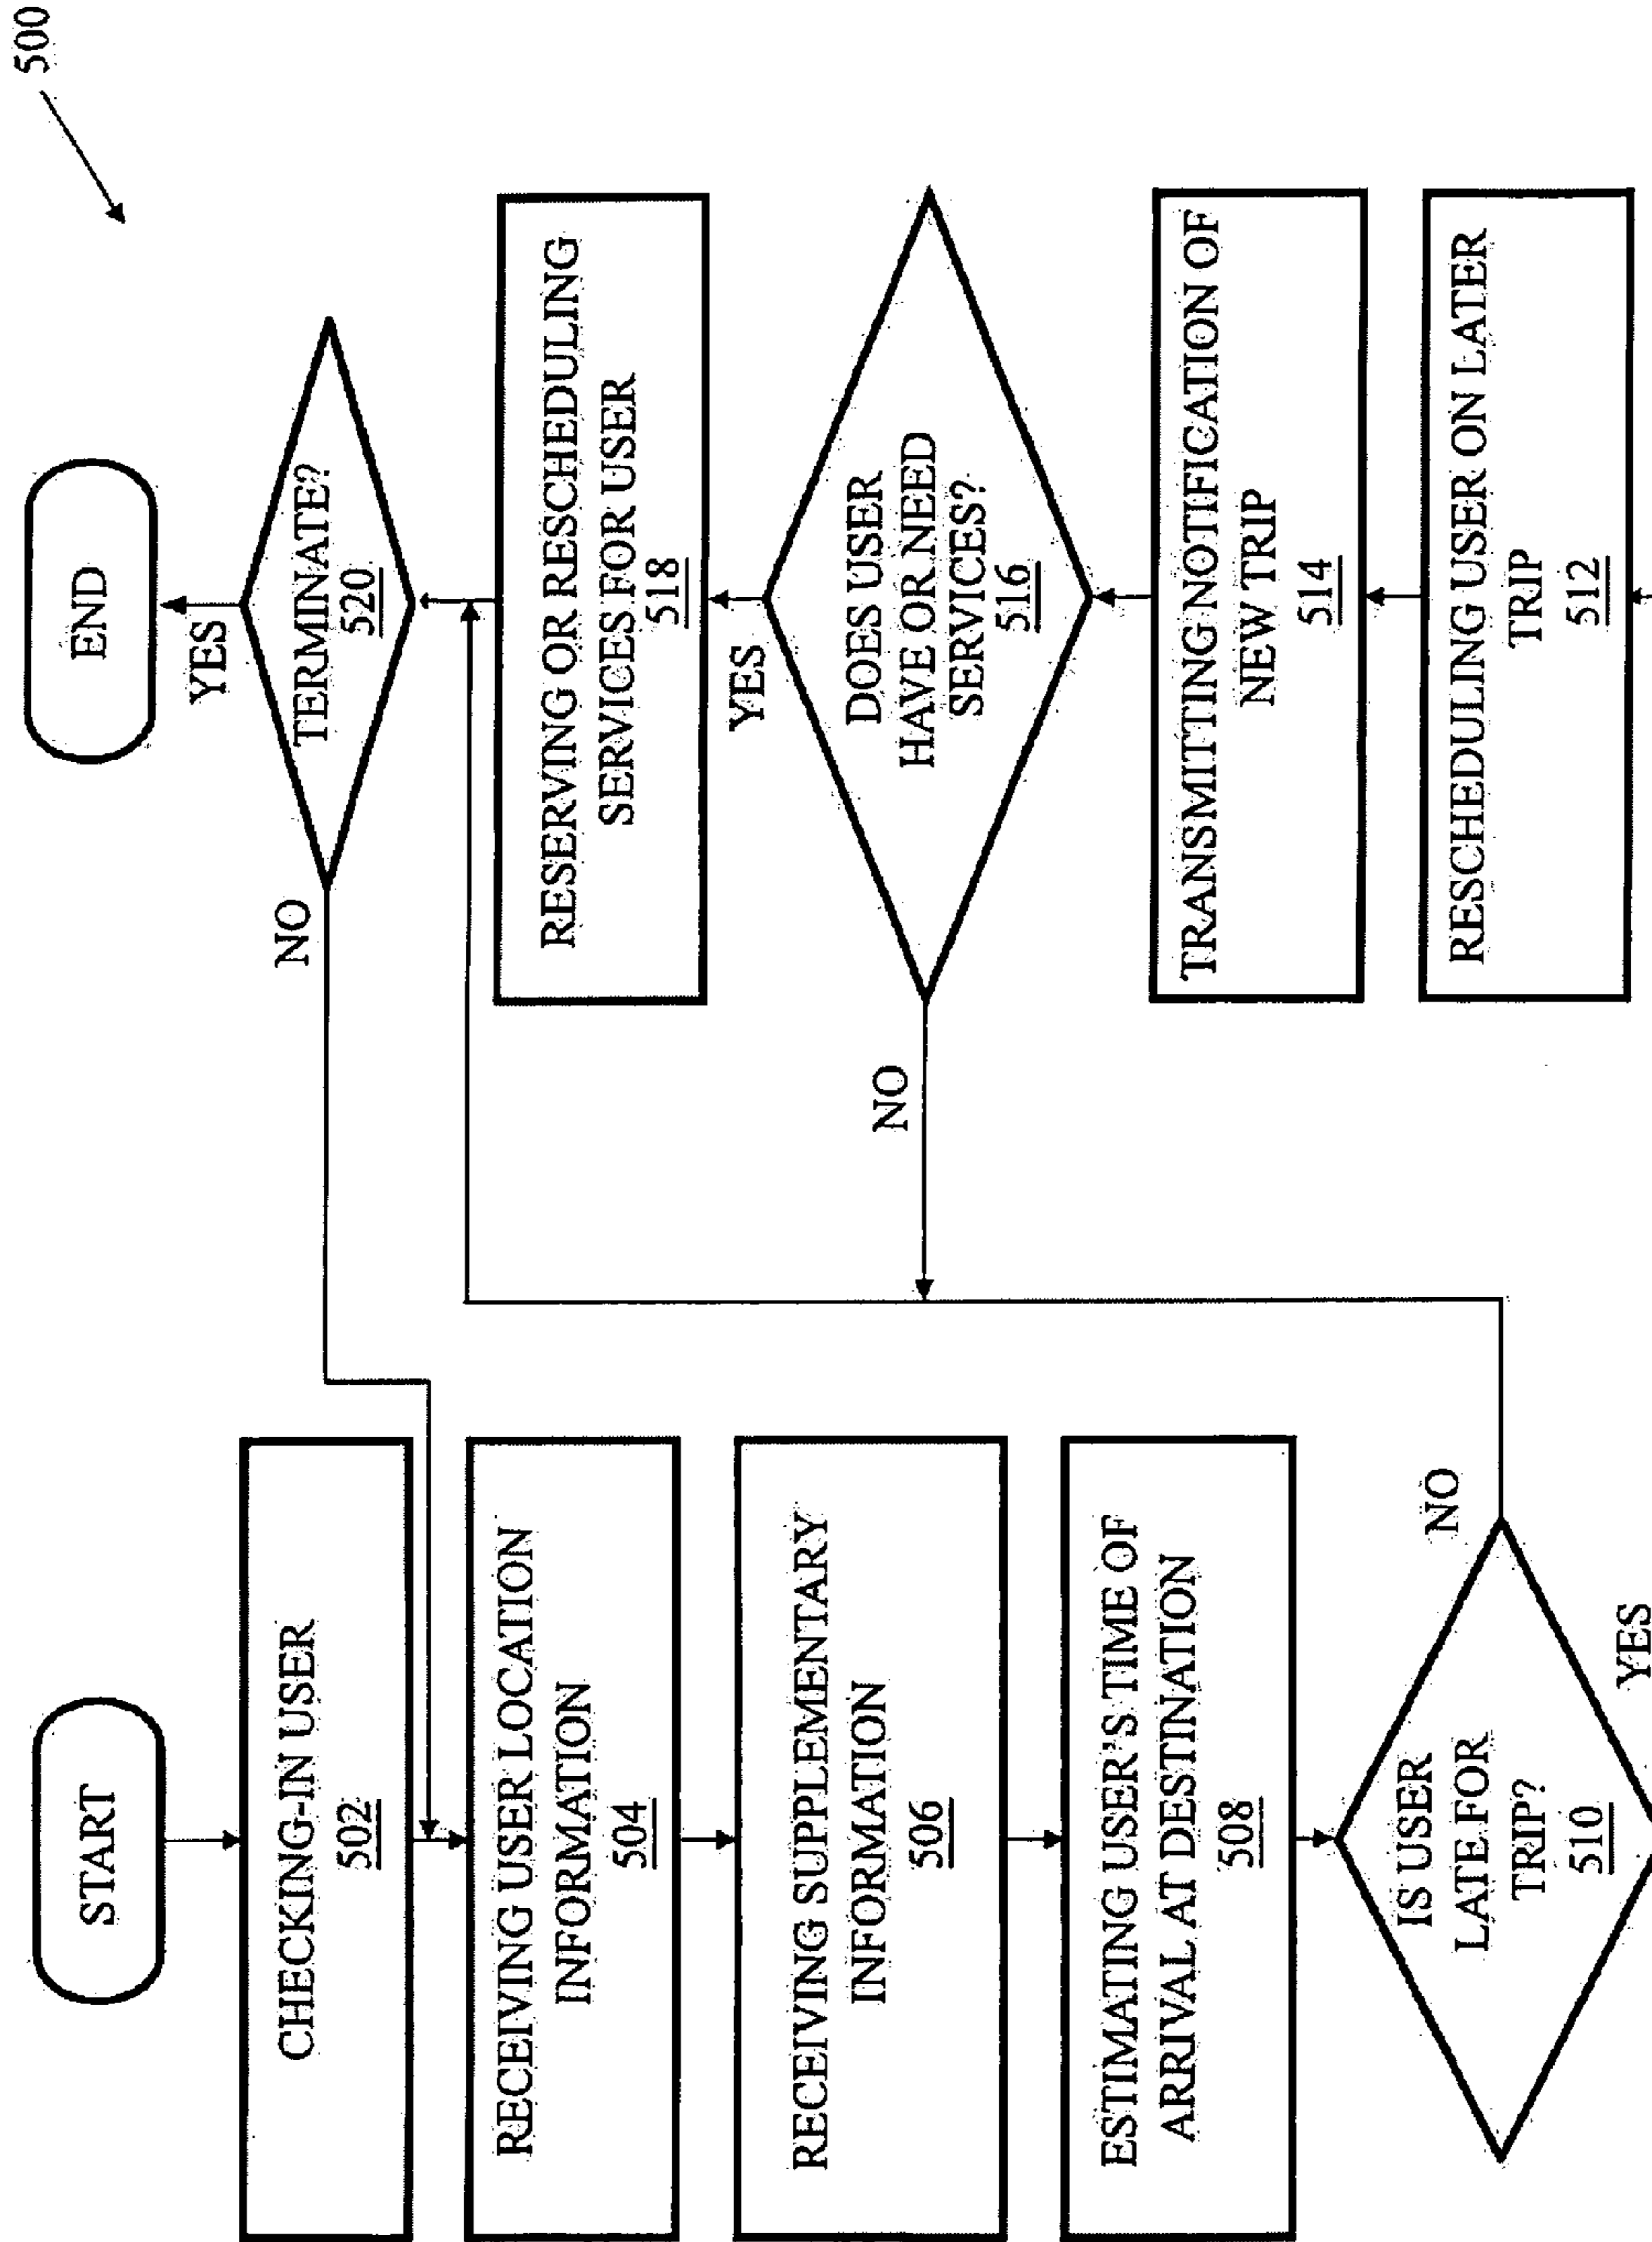 500
START
CHECKING-IN USER
502
RECEIVING USER LOCATION
INFORMATION
504
RECEIVING SUPPLEMENTARY
INFORMATION
506
ESTIMATING USER'S TIME OF
ARRIVAL AT DESTINATION
508
IS USER
LATE FOR
TRIP?
510
NO
YES
END
YES
TERMINATE?
520
NO
RESERVING OR RESCHEDULING
SERVICES FOR USER
518
YES
DOES USER
HAVE OR NEED
SERVICES?
516
NO
TRANSMITTING NOTIFICATION OF
NEW TRIP
514
RESCHEDULING USER ON LATER
TRIP
512